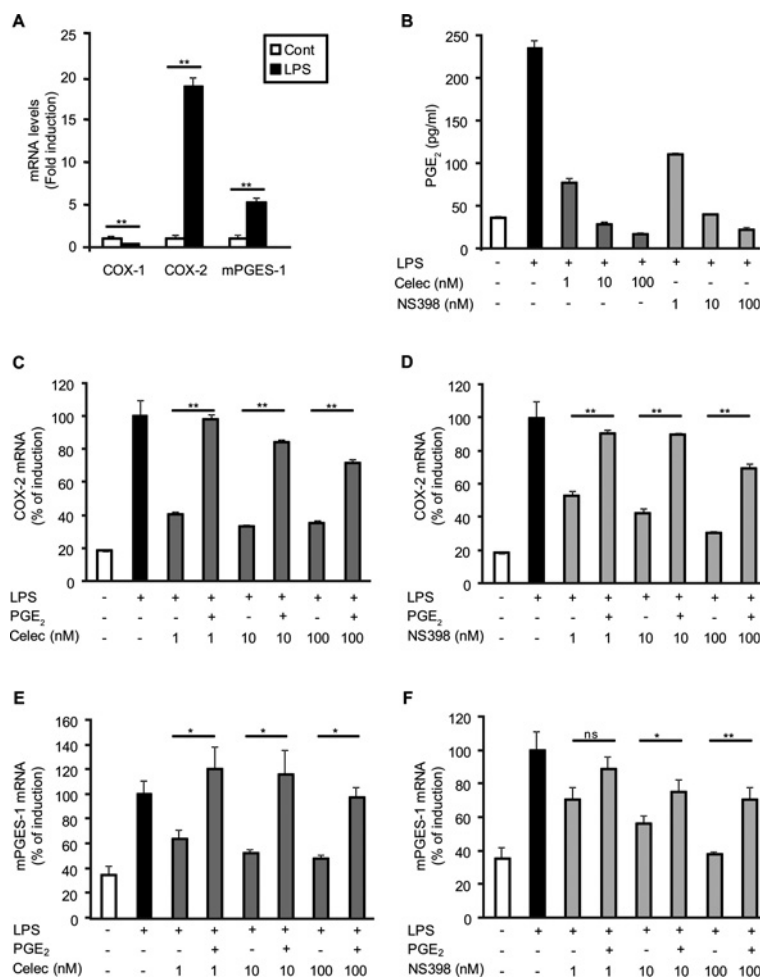 A
B
mRNA levels
(Fold induction)
25
20
15
10
5
0
**
**
**
Cont
LPS
COX-1 COX-2 mPGES-1
PGE2 (pg/ml)
250
200
150
100
50
0
LPS - + + + + + + +
Celec (nM) - - 1 10 100 - - -
NS398 (nM) - - - - - 1 10 100
C
D
COX-2 mRNA
(% of induction)
120
100
80
60
40
20
0
** ** **
LPS - + + + + + + +
PGE2 - - - + - + - +
Celec (nM) - - 1 1 10 10 100 100
COX-2 mRNA
(% of induction)
120
100
80
60
40
20
0
** ** **
LPS - + + + + + + +
PGE2 - - - + - + - +
NS398 (nM) - - 1 1 10 10 100 100
E
F
mPGES-1 mRNA
(% of induction)
160
140
120
100
80
60
40
20
0
* * *
LPS - + + + + + + +
PGE2 - - - + - + - +
Celec (nM) - - 1 1 10 10 100 100
mPGES-1 mRNA
(% of induction)
120
100
80
60
40
20
0
ns * **
LPS - + + + + + + +
PGE2 - - - + - + - +
NS398 (nM) - - 1 1 10 10 100 100